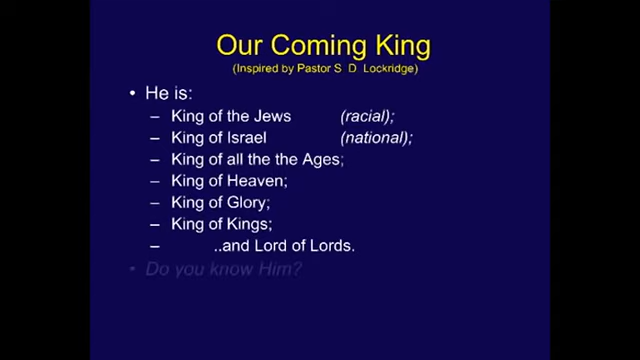 Our Coming King
(Inspired by Pastor S D Lockridge)
• He is:
– King of the Jews (racial);
– King of Israel (national);
– King of all the the Ages;
– King of Heaven;
– King of Glory;
– King of Kings;
– ..and Lord of Lords.
• Do you know Him?